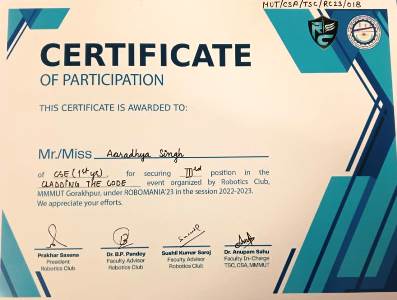 MUT/CSA/TSC/RC23/018
CERTIFICATE
OF PARTICIPATION
THIS CERTIFICATE IS AWARDED TO:
Mr./Miss Aaradhya Singh
of CSE (1st yr) for securing IIIrd position in the
CLADDING THE CODE event organized by Robotics Club,
MMMUT Gorakhpur, under ROBOMANIA'23 in the session 2022-2023.
We appreciate your efforts.
Prakhar Saxena
President
Robotics Club
Dr. B.P. Pandey
Faculty Advisor
Robotics Club
Sushil Kumar Saroj
Faculty Advisor
Robotics Club
Dr. Anupam Sahu
Faculty In-Charge
TSC, CSA, MMMUT